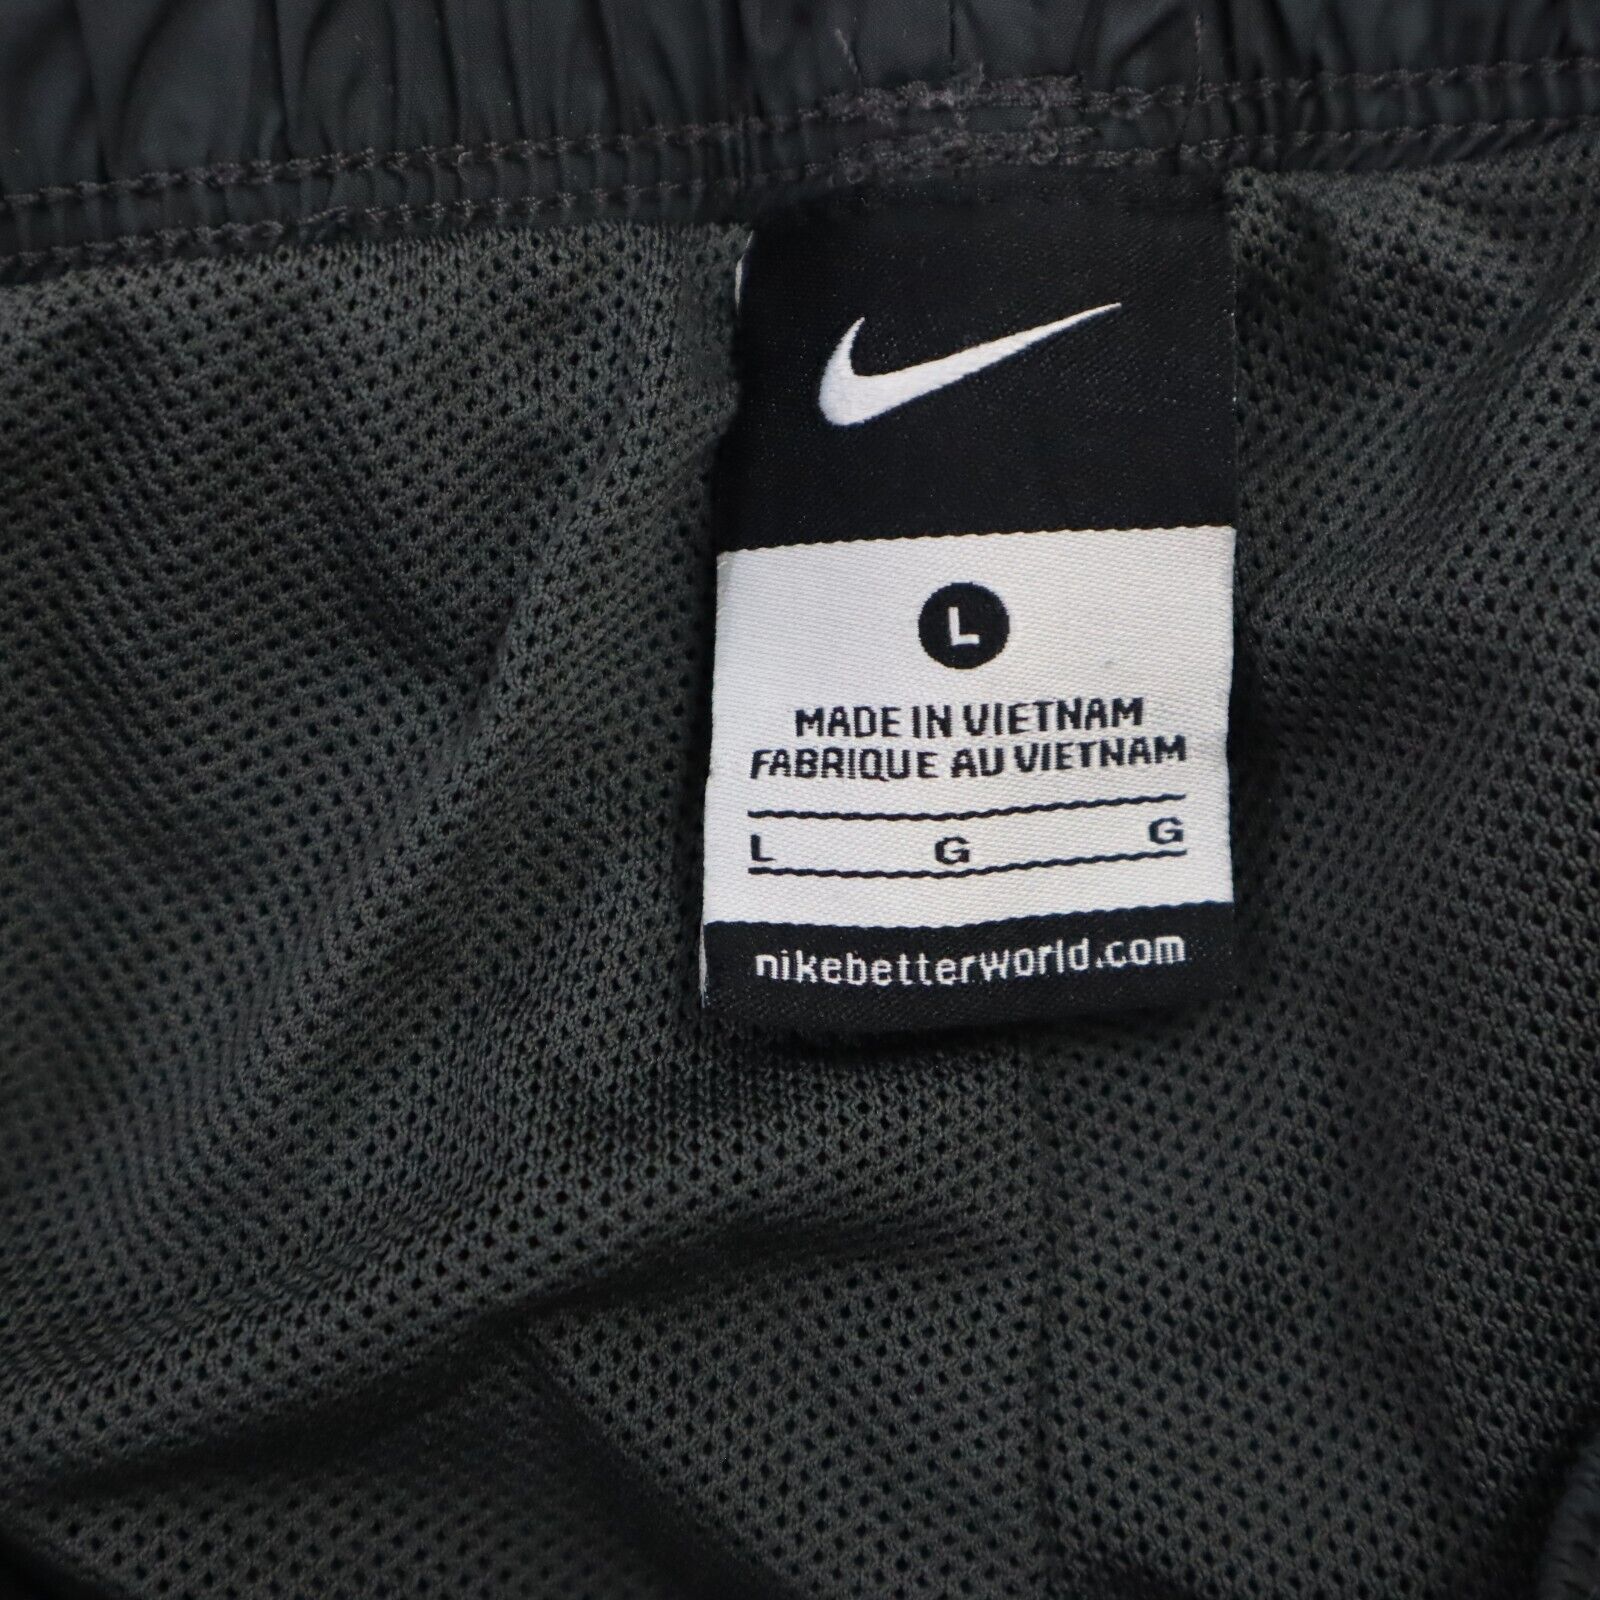 L
MADE IN VIETNAM
FABRIQUE AU VIETNAM
L G G
nikebetterworld.com